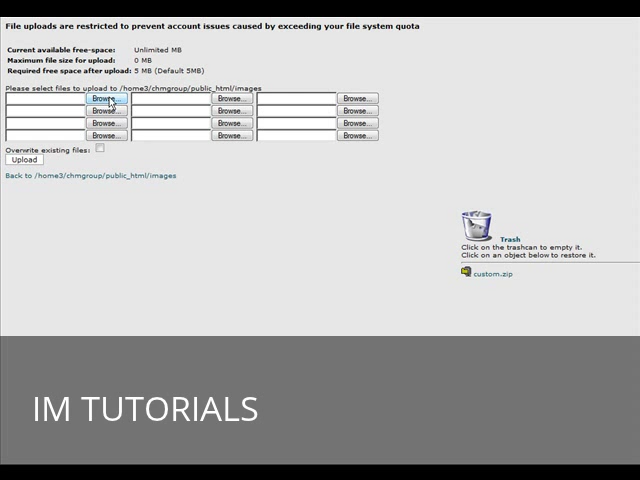 File uploads are restricted to prevent account issues caused by exceeding your file system quota
Current available free-space: Unlimited MB
Maximum file size for upload: 0 MB
Required free space after upload: 5 MB (Default 5MB)
Please select files to upload to /home3/chmgroup/public_html/images
Browse... Browse... Browse...
Browse... Browse... Browse...
Browse... Browse... Browse...
Browse... Browse... Browse...
Overwrite existing files:
Upload
Back to /home3/chmgroup/public_html/images
Trash
Click on the trashcan to empty it.
Click on an object below to restore it.
custom.zip
IM TUTORIALS